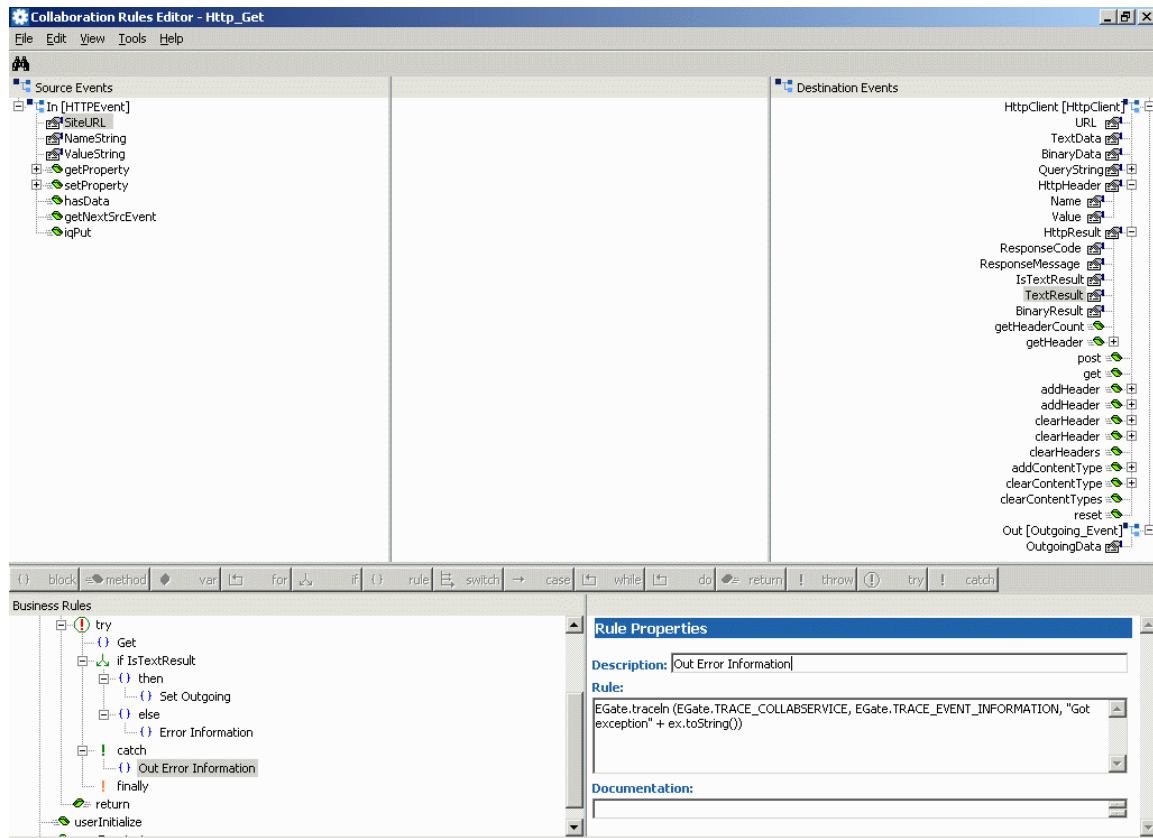 Collaboration Rules Editor - Http_Get
File Edit View Tools Help
Source Events
In [HTTPEvent]
SiteURL
NameString
ValueString
getProperty
setProperty
hasData
getNextSrcEvent
iqPut
Destination Events
HttpClient [HttpClient]
URL
TextData
BinaryData
QueryString
HttpHeader
Name
Value
HttpResult
ResponseCode
ResponseMessage
IsTextResult
TextResult
BinaryResult
getHeaderCount
getHeader
post
get
addHeader
addHeader
clearHeader
clearHeader
clearHeaders
addContentType
clearContentType
clearContentTypes
reset
Out [Outgoing_Event]
OutgoingData
{} block method var for if {} rule switch case while do return ! throw try ! catch
Business Rules
try
{} Get
if IsTextResult
{} then
{} Set Outgoing
{} else
{} Error Information
! catch
{} Out Error Information
! finally
return
userInitialize
Rule Properties
Description: Out Error Information
Rule:
EGate.traceln (EGate.TRACE_COLLABSERVICE, EGate.TRACE_EVENT_INFORMATION, "Got
exception" + ex.toString())
Documentation: